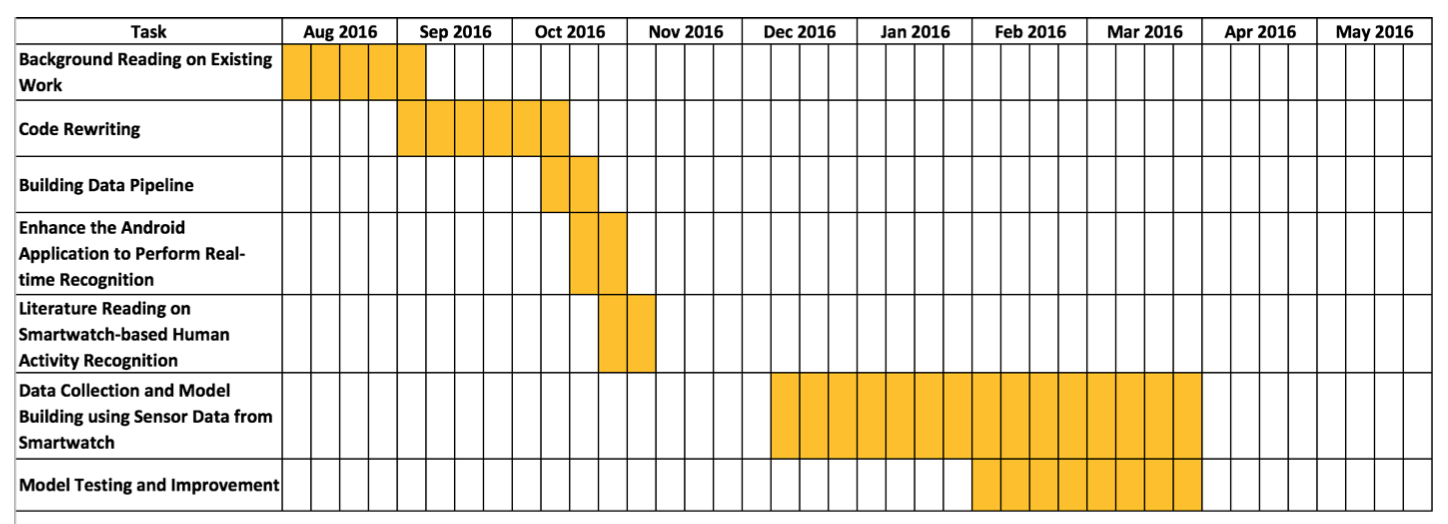 Task Aug 2016 Sep 2016 Oct 2016 Nov 2016 Dec 2016 Jan 2016 Feb 2016 Mar 2016 Apr 2016 May 2016
Background Reading on Existing
Work
Code Rewriting
Building Data Pipeline
Enhance the Android
Application to Perform Real-
time Recognition
Literature Reading on
Smartwatch-based Human
Activity Recognition
Data Collection and Model
Building using Sensor Data from
Smartwatch
Model Testing and Improvement